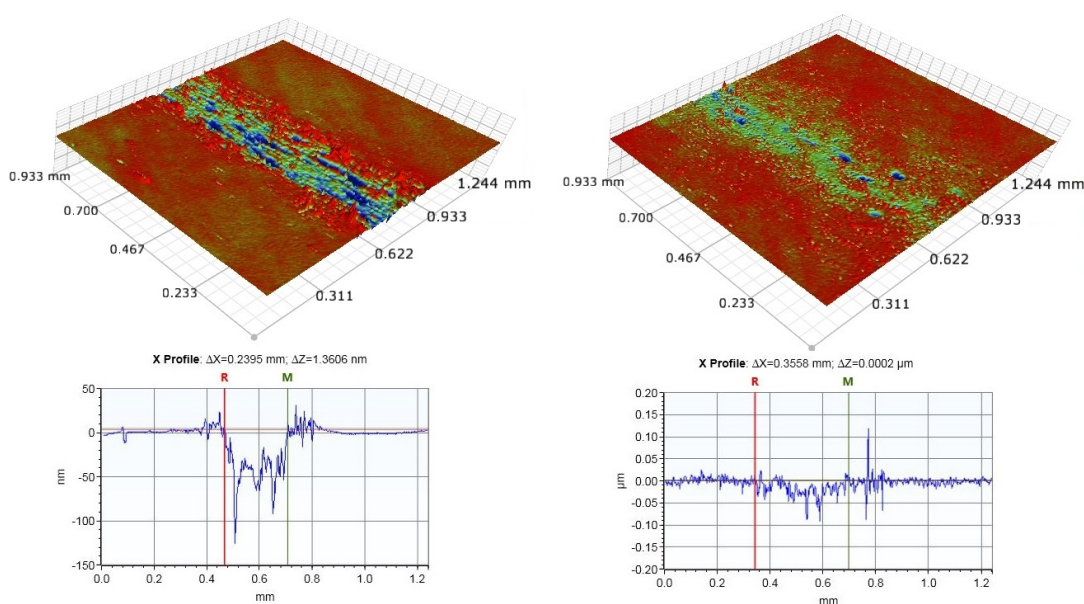 0.933 mm
0.700
0.467
0.233
0.311
0.622
0.933
1.244 mm
X Profile: ΔX=0.2395 mm; ΔZ=1.3606 nm
R
M
50
0
-50
-100
-150
nm
0.0
0.2
0.4
0.6
0.8
1.0
1.2
mm
0.933 mm
0.700
0.467
0.233
0.311
0.622
0.933
1.244 mm
X Profile: ΔX=0.3558 mm; ΔZ=0.0002 µm
R
M
0.20
0.15
0.10
0.05
0.00
-0.05
-0.10
-0.15
-0.20
µm
0.0
0.2
0.4
0.6
0.8
1.0
1.2
mm